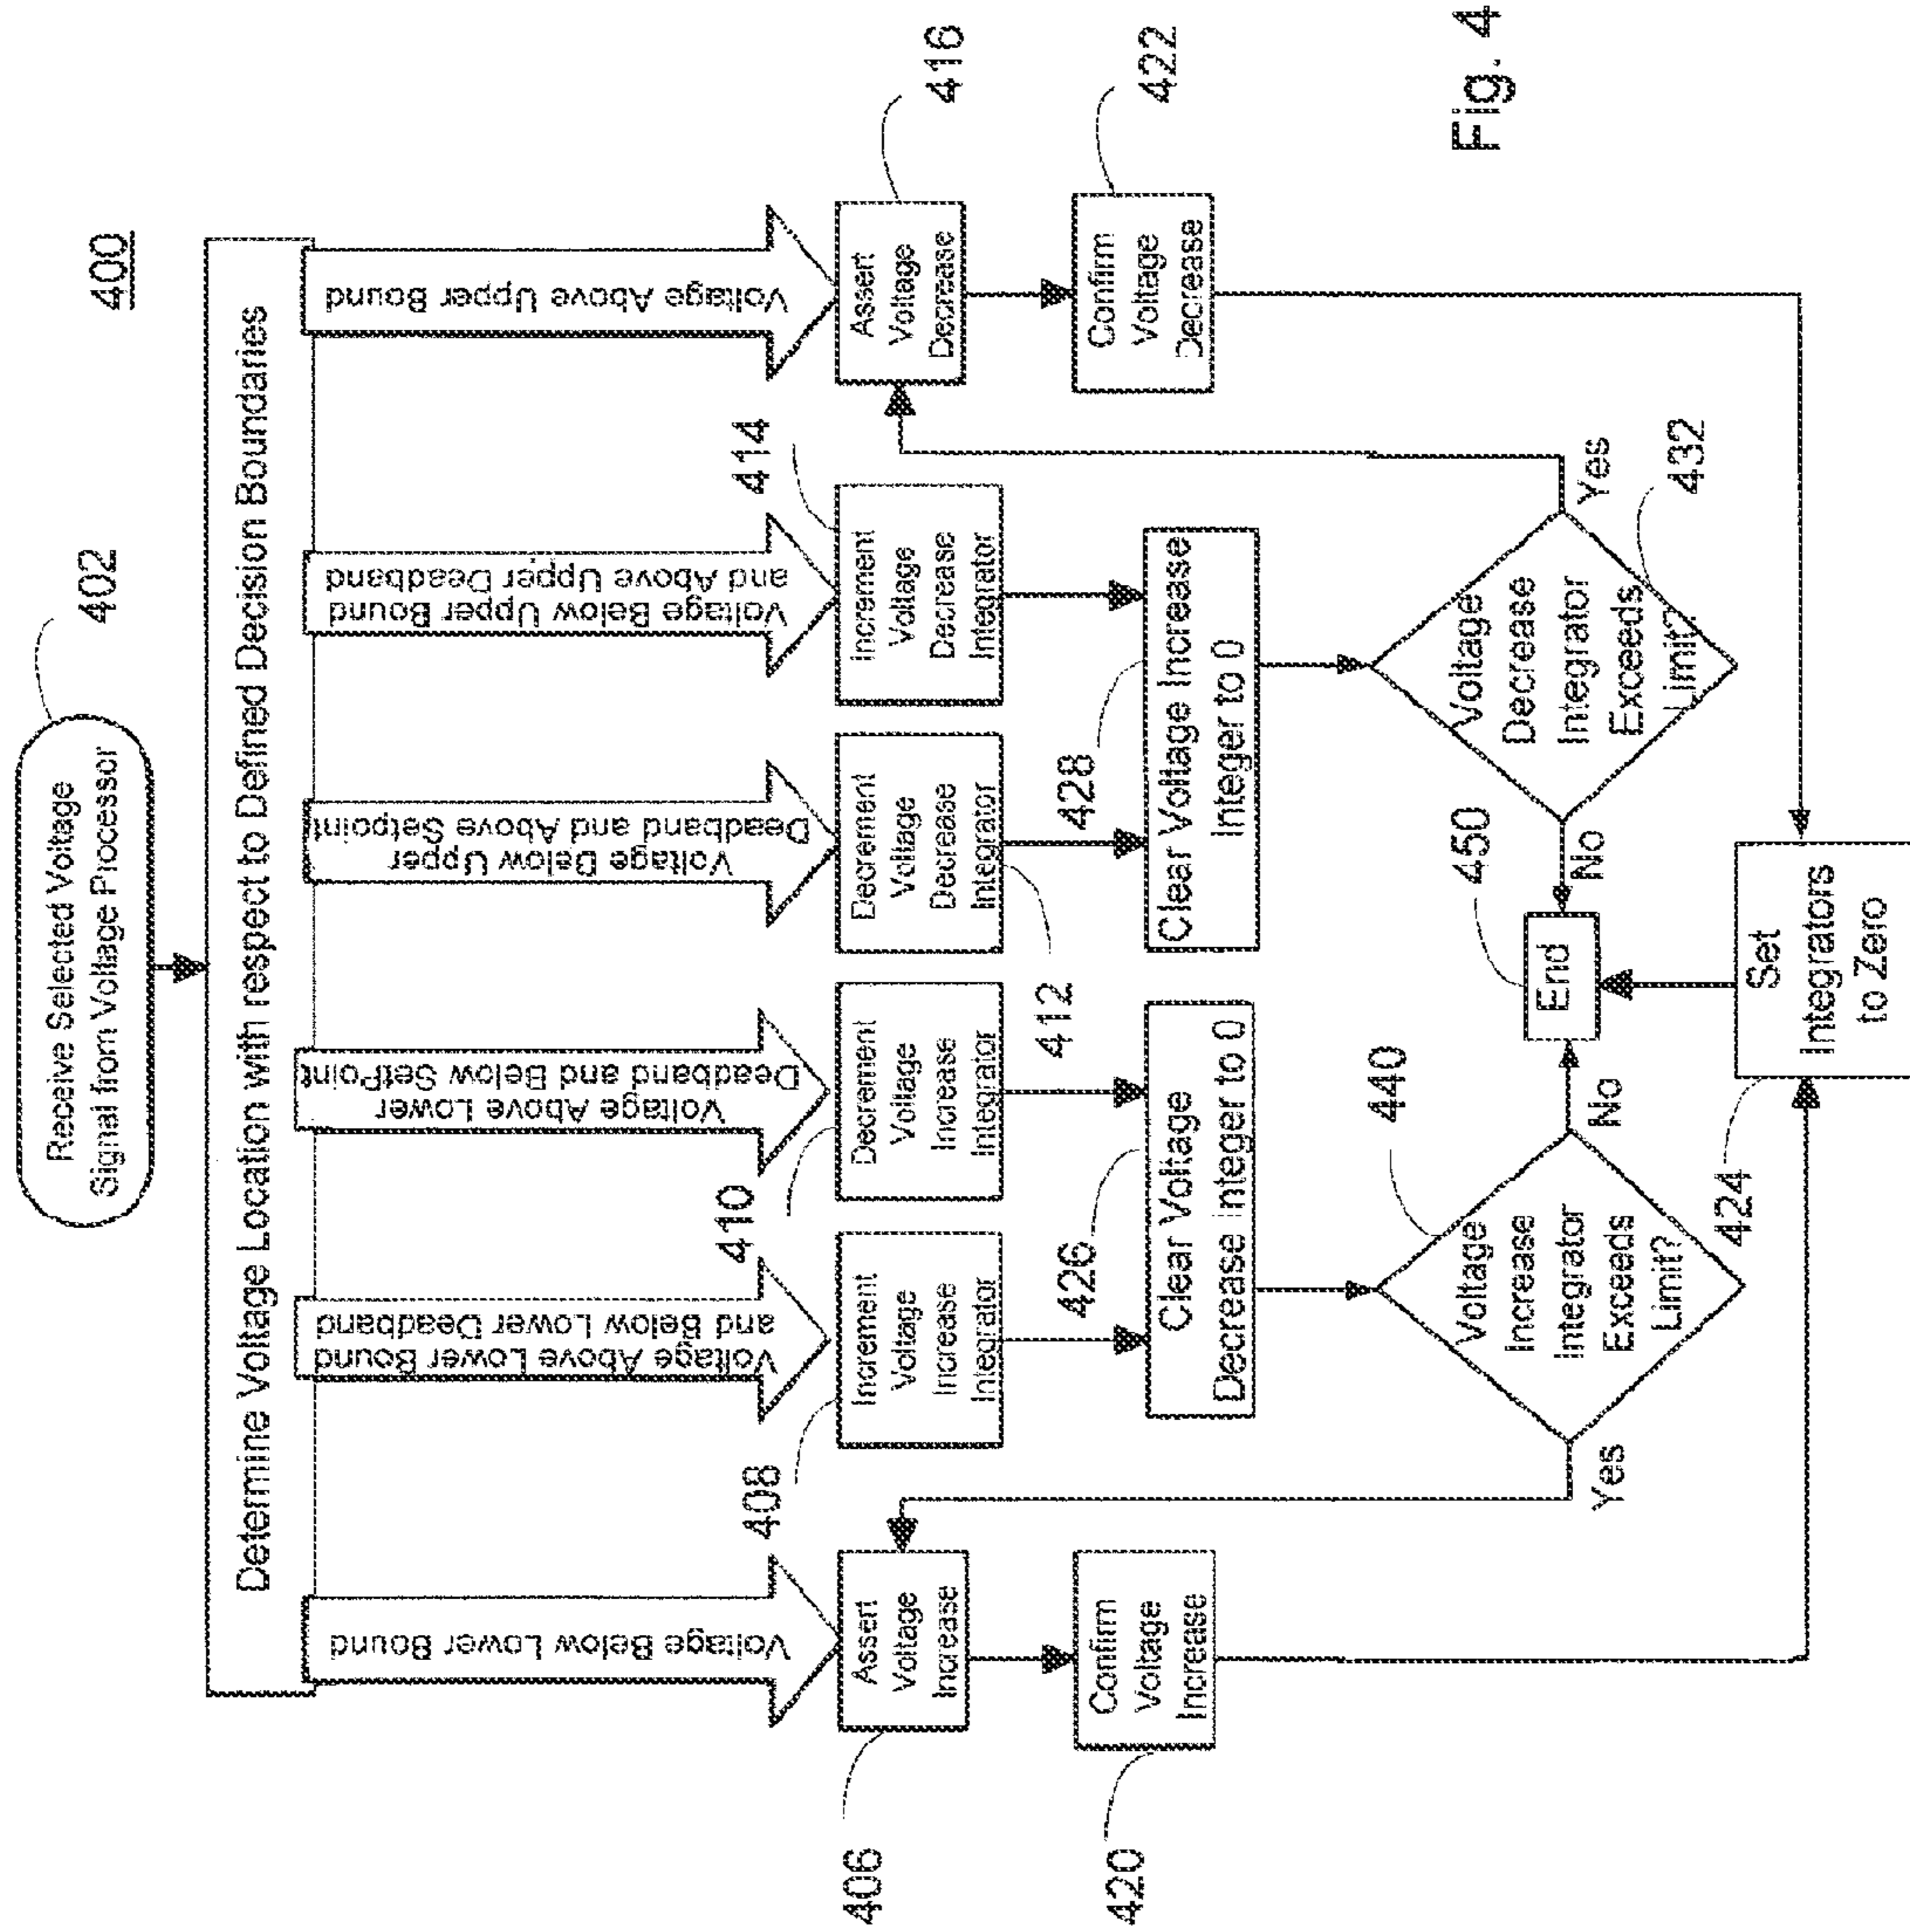 400
402
Receive Selected Voltage
Signal from Voltage Processor
Determine Voltage Location with respect to Defined Decision Boundaries
Voltage Below Lower Bound
Voltage Above Lower Bound
and Below Lower Deadband
Voltage Above Lower
Deadband and Below SetPoint
Voltage Below Upper
Deadband and Above Setpoint
Voltage Below Upper Bound
and Above Upper Deadband
Voltage Above Upper Bound
406
Assert
Voltage
Increase
408
Increment
Voltage
Increase
Integrator
410
Decrement
Voltage
Increase
Integrator
412
Decrement
Voltage
Decrease
Integrator
414
Increment
Voltage
Decrease
Integrator
416
Assert
Voltage
Decrease
420
Confirm
Voltage
Increase
426
Clear Voltage
Decrease Integer to 0
428
Clear Voltage Increase
Integer to 0
422
Confirm
Voltage
Decrease
440
Voltage
Increase
Integrator
Exceeds
Limit?
Yes
No
450
End
432
Voltage
Decrease
Integrator
Exceeds
Limit?
No
Yes
424
Set
Integrators
to Zero
Fig. 4